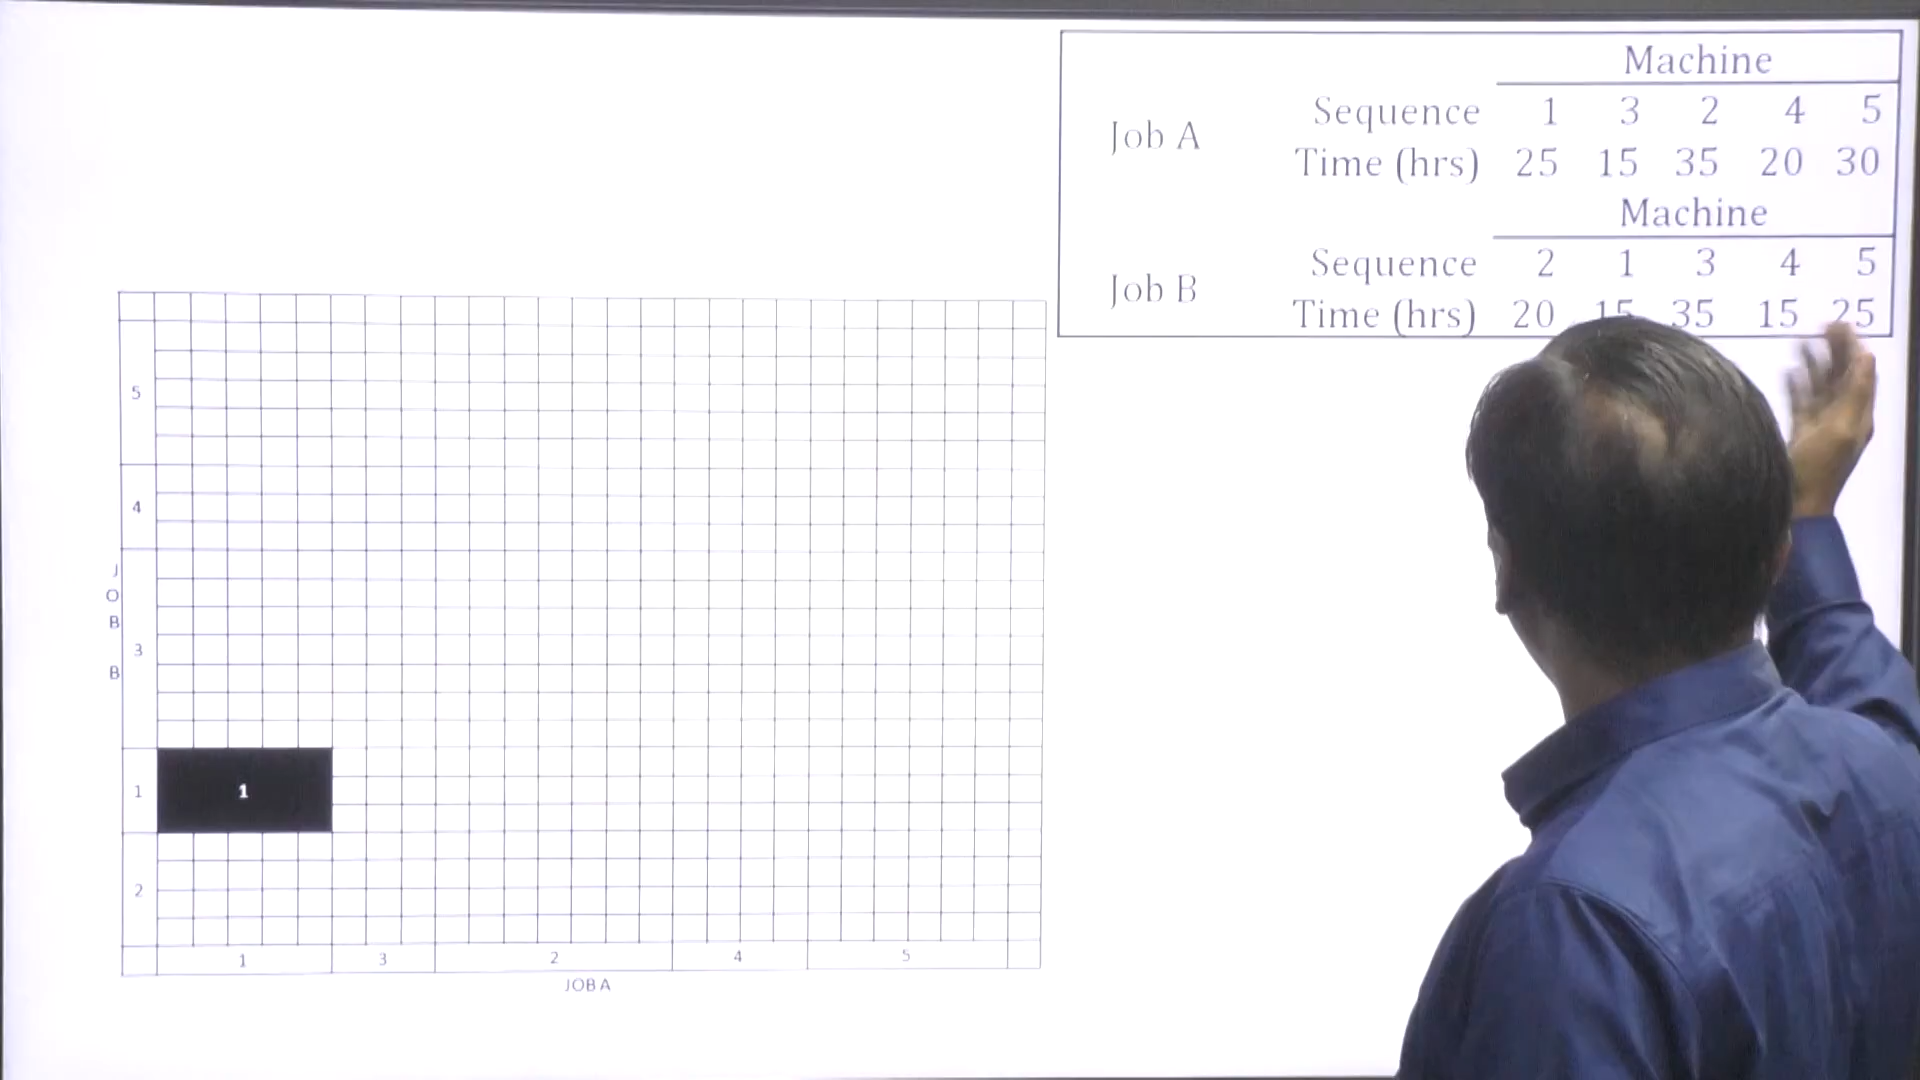 Machine
Sequence 1 3 2 4 5
Job A
Time (hrs) 25 15 35 20 30
Machine
Sequence 2 1 3 4 5
Job B
Time (hrs) 20 15 35 15 25
5
4
J
O
B
3
B
1 1
2
1 3 2 4 5
JOB A